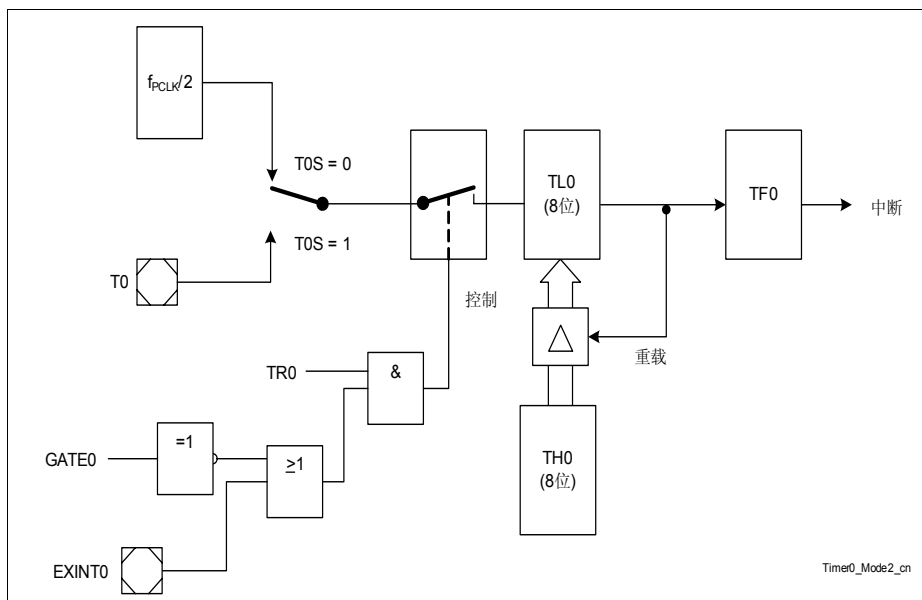 fPCLK/2
T0S = 0
T0S = 1
T0
TL0
(8位)
TF0
中断
控制
重载
TR0
&
GATE0
=1
≥1
EXINT0
TH0
(8位)
Timer0_Mode2_cn